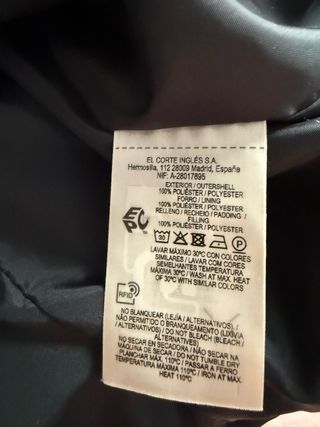 EL CORTE INGLÉS S.A.
Hermosilla, 112 28009 Madrid, España
NIF: A-28017895
EXTERIOR / OUTERSHELL
100% POLIÉSTER / POLYESTER
FORRO / LINING
100% POLIÉSTER / POLYESTER
RELLENO / RECHEIO / PADDING /
FILLING
100% POLIÉSTER / POLYESTER
30
P
LAVAR MÁXIMO 30ºC CON COLORES
SIMILARES / LAVAR COM CORES
SEMELHANTES TEMPERATURA
MÁXIMA 30ºC / WASH AT MAX. HEAT
OF 30ºC WITH SIMILAR COLORS
RFID
NO BLANQUEAR (LEJÍA / ALTERNATIVOS) /
NÃO PERMITIDO O BRANQUEAMENTO (LIXÍVIA
/ ALTERNATIVOS) / DO NOT BLEACH (BLEACH /
ALTERNATIVES)
NO SECAR EN SECADORA / NÃO SECAR EM
MÁQUINA DE SECAR / DO NOT TUMBLE DRY
PLANCHAR MÁX. 110ºC / PASSAR A FERRO
TEMPERATURA MÁXIMA 110ºC / IRON AT MAX.
HEAT 110ºC